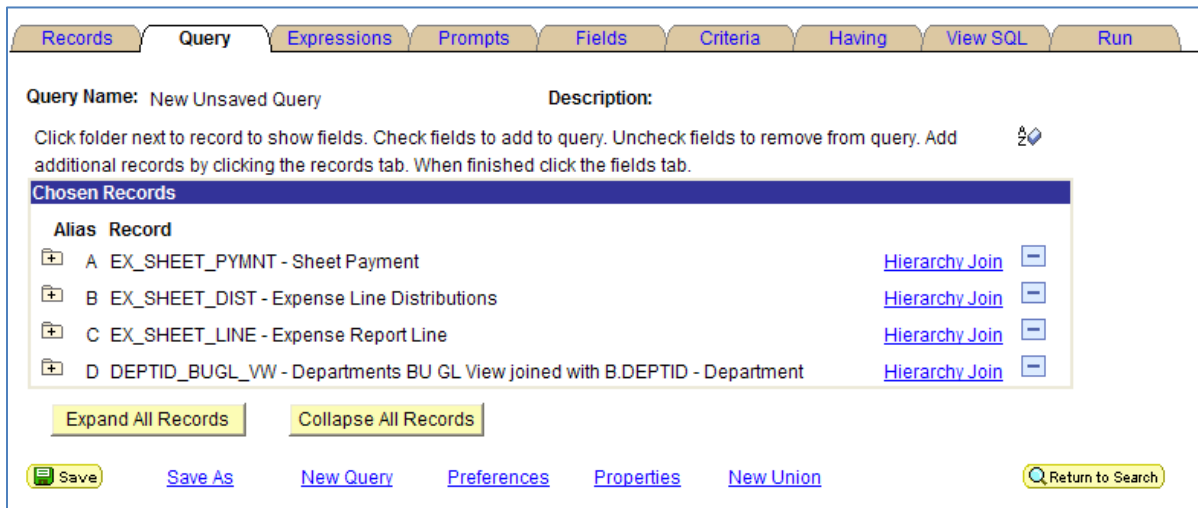 Records Query Expressions Prompts Fields Criteria Having View SQL Run
Query Name: New Unsaved Query Description:
Click folder next to record to show fields. Check fields to add to query. Uncheck fields to remove from query. Add
additional records by clicking the records tab. When finished click the fields tab.
A
Z
Chosen Records
Alias Record
A EX_SHEET_PYMNT - Sheet Payment Hierarchy Join
B EX_SHEET_DIST - Expense Line Distributions Hierarchy Join
C EX_SHEET_LINE - Expense Report Line Hierarchy Join
D DEPTID_BUGL_VW - Departments BU GL View joined with B.DEPTID - Department Hierarchy Join
Expand All Records Collapse All Records
Save Save As New Query Preferences Properties New Union Return to Search